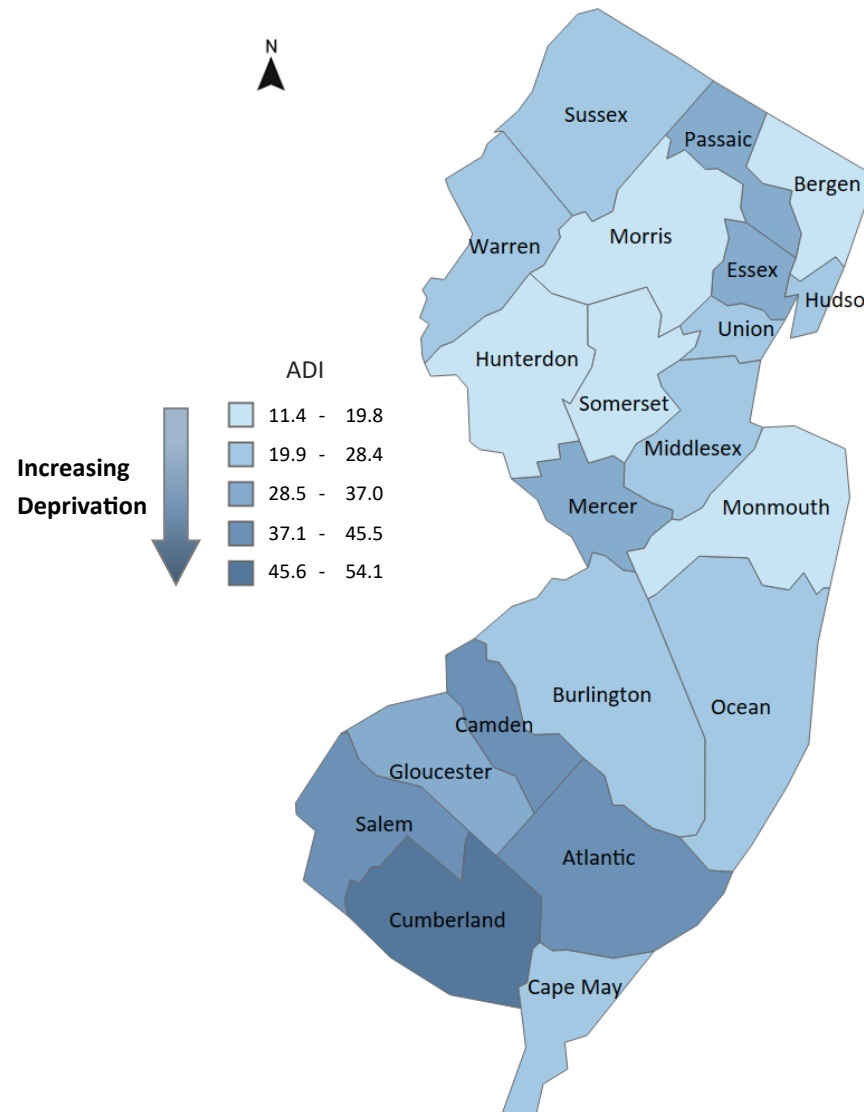 N
Sussex
Passaic
Bergen
Morris
Warren
Essex
Hudso
Union
Hunterdon
ADI
Somerset
11.4 - 19.8
Middlesex
19.9 - 28.4
Increasing
Deprivation
28.5 - 37.0
Mercer
Monmouth
37.1 - 45.5
45.6 - 54.1
Burlington
Ocean
Camden
Gloucester
Salem
Atlantic
Cumberland
Cape May